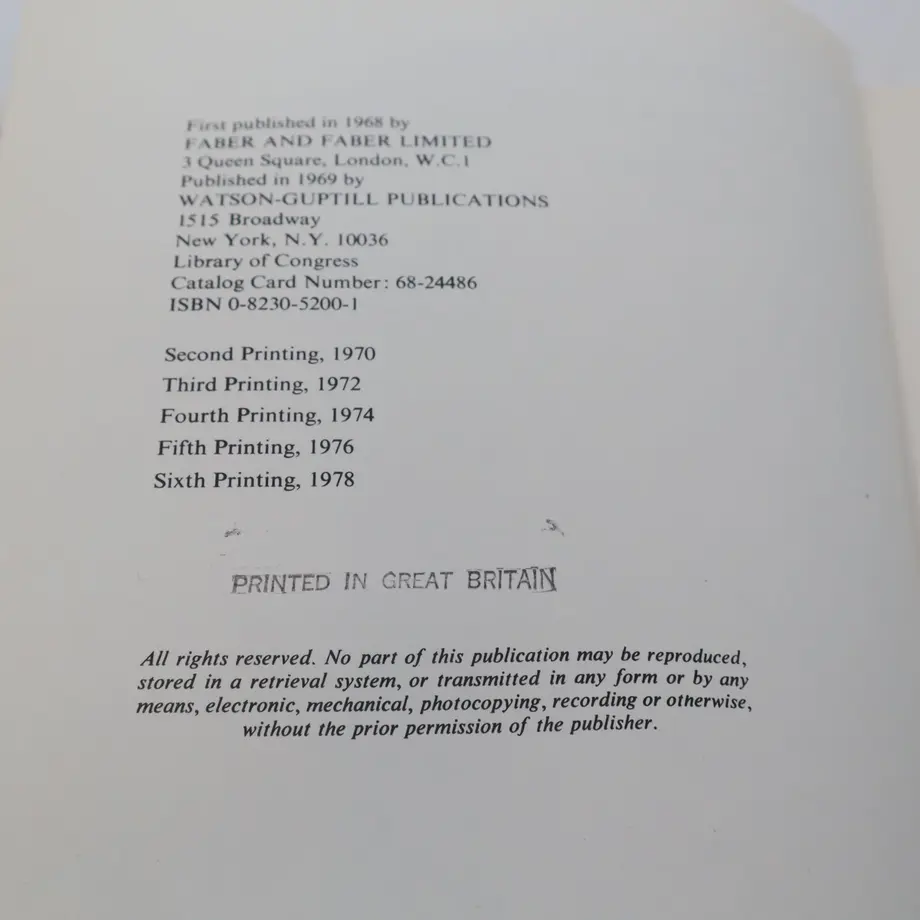 First published in 1968 by
FABER AND FABER LIMITED
3 Queen Square, London, W.C.1
Published in 1969 by
WATSON-GUPTILL PUBLICATIONS
1515 Broadway
New York, N.Y. 10036
Library of Congress
Catalog Card Number: 68-24486
ISBN 0-8230-5200-1
Second Printing, 1970
Third Printing, 1972
Fourth Printing, 1974
Fifth Printing, 1976
Sixth Printing, 1978
PRINTED IN GREAT BRITAIN
All rights reserved. No part of this publication may be reproduced,
stored in a retrieval system, or transmitted in any form or by any
means, electronic, mechanical, photocopying, recording or otherwise,
without the prior permission of the publisher.